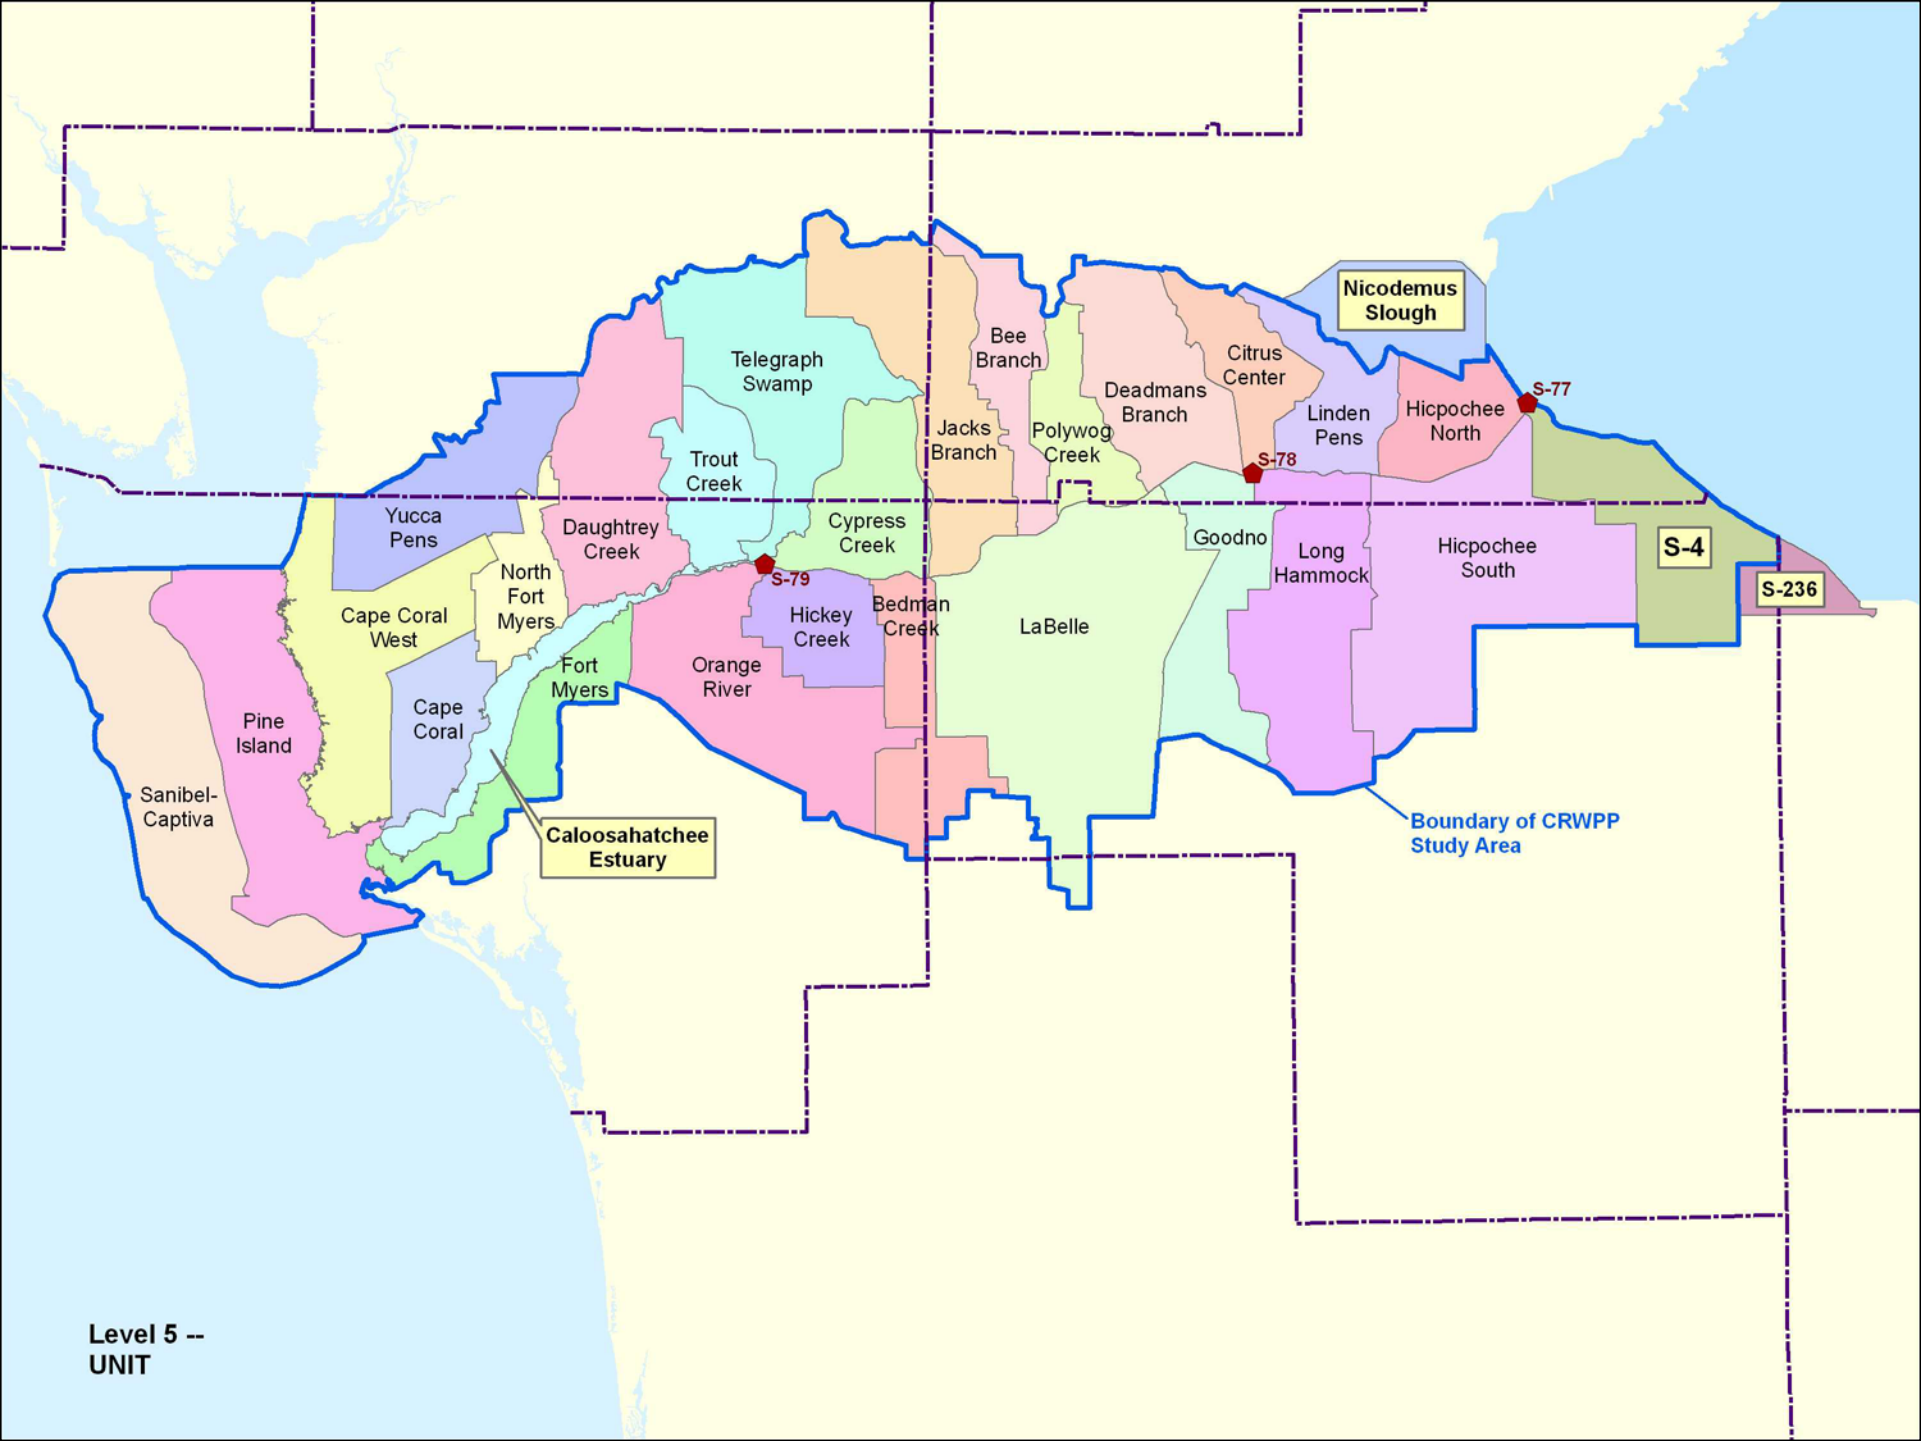 Nicodemus
Slough
Bee
Branch
Telegraph
Swamp
Citrus
Center
Deadmans
Branch
S-77
Linden
Pens
Hicpochee
North
Jacks
Branch
Polywog
Creek
Trout
Creek
S-78
Yucca
Pens
Daughtrey
Creek
Cypress
Creek
Goodno
Long
Hammock
Hicpochee
South
S-4
S-236
North
Fort
Myers
S-79
Cape Coral
West
Hickey
Creek
Bedman
Creek
LaBelle
Fort
Myers
Orange
River
Cape
Coral
Pine
Island
Sanibel-
Captiva
Caloosahatchee
Estuary
Boundary of CRWPP
Study Area
Level 5 --
UNIT